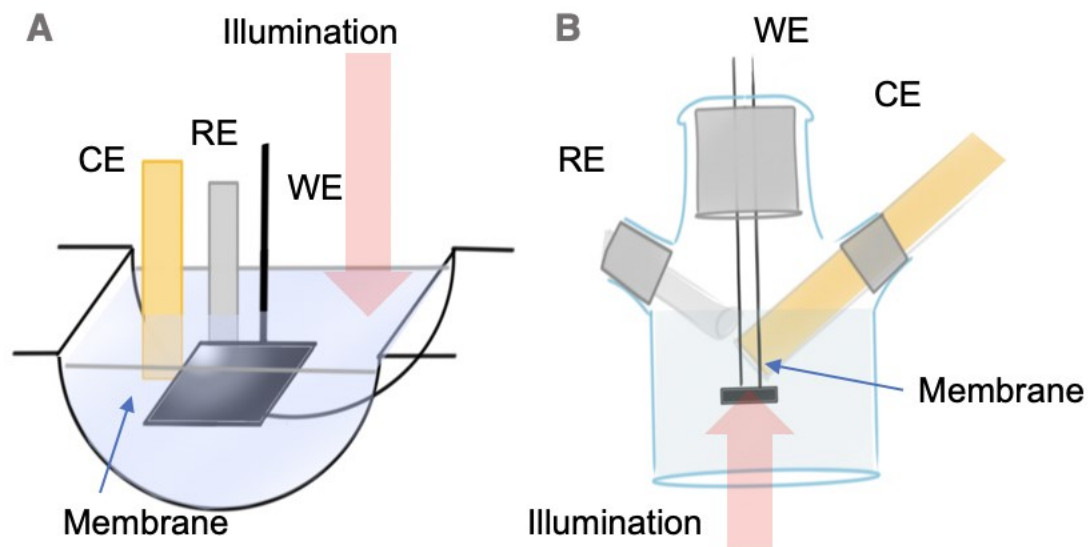 A
Illumination
RE
CE
WE
Membrane
B
WE
CE
RE
Membrane
Illumination